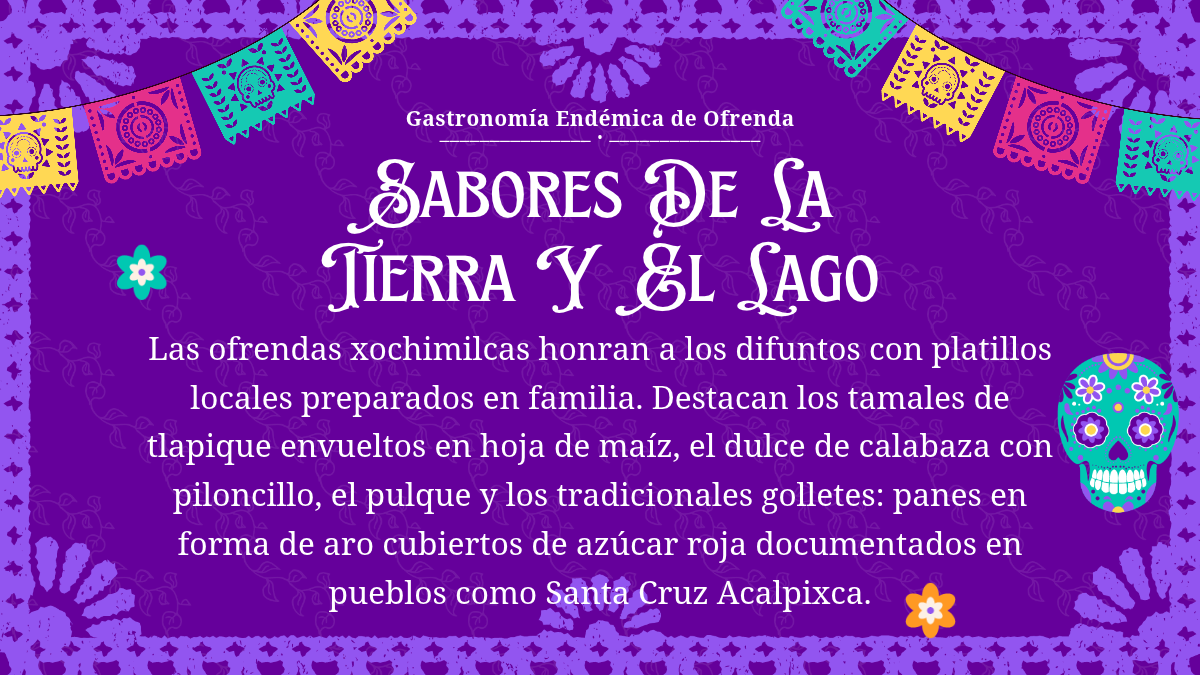 Gastronomía Endémica de Ofrenda
Sabores De La
Tierra Y El Lago
Las ofrendas xochimilcas honran a los difuntos con platillos
locales preparados en familia. Destacan los tamales de
tlapique envueltos en hoja de maíz, el dulce de calabaza con
piloncillo, el pulque y los tradicionales golletes: panes en
forma de aro cubiertos de azúcar roja documentados en
pueblos como Santa Cruz Acalpixca.